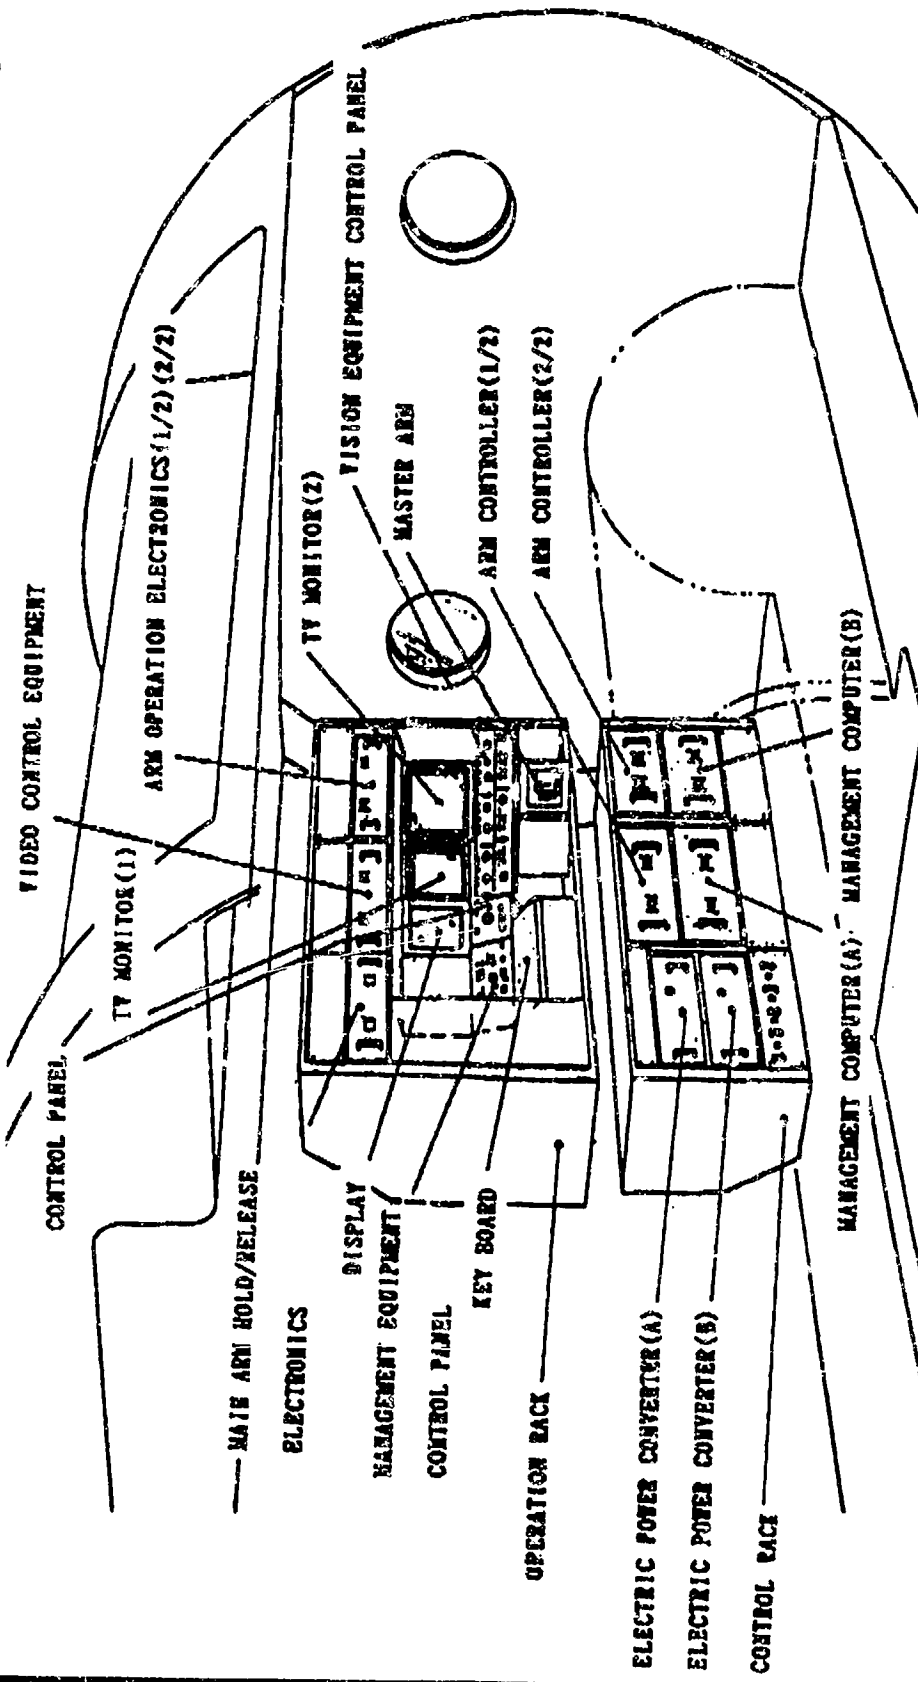 VIDEO CONTROL EQUIPMENT
ARM OPERATION ELECTRONICS(1/2)(2/2)
TV MONITOR(1)
CONTROL PANEL
TV MONITOR(2)
VISION EQUIPMENT CONTROL PANEL
MASTER ARM
ARM CONTROLLER(1/2)
ARM CONTROLLER(2/2)
MAIN ARM HOLD/RELEASE
ELECTRONICS
DISPLAY
MANAGEMENT EQUIPMENT
CONTROL PANEL
KEY BOARD
OPERATION RACK
ELECTRIC POWER CONVERTER(A)
ELECTRIC POWER CONVERTER(B)
CONTROL RACK
MANAGEMENT COMPUTER(A)
MANAGEMENT COMPUTER(B)